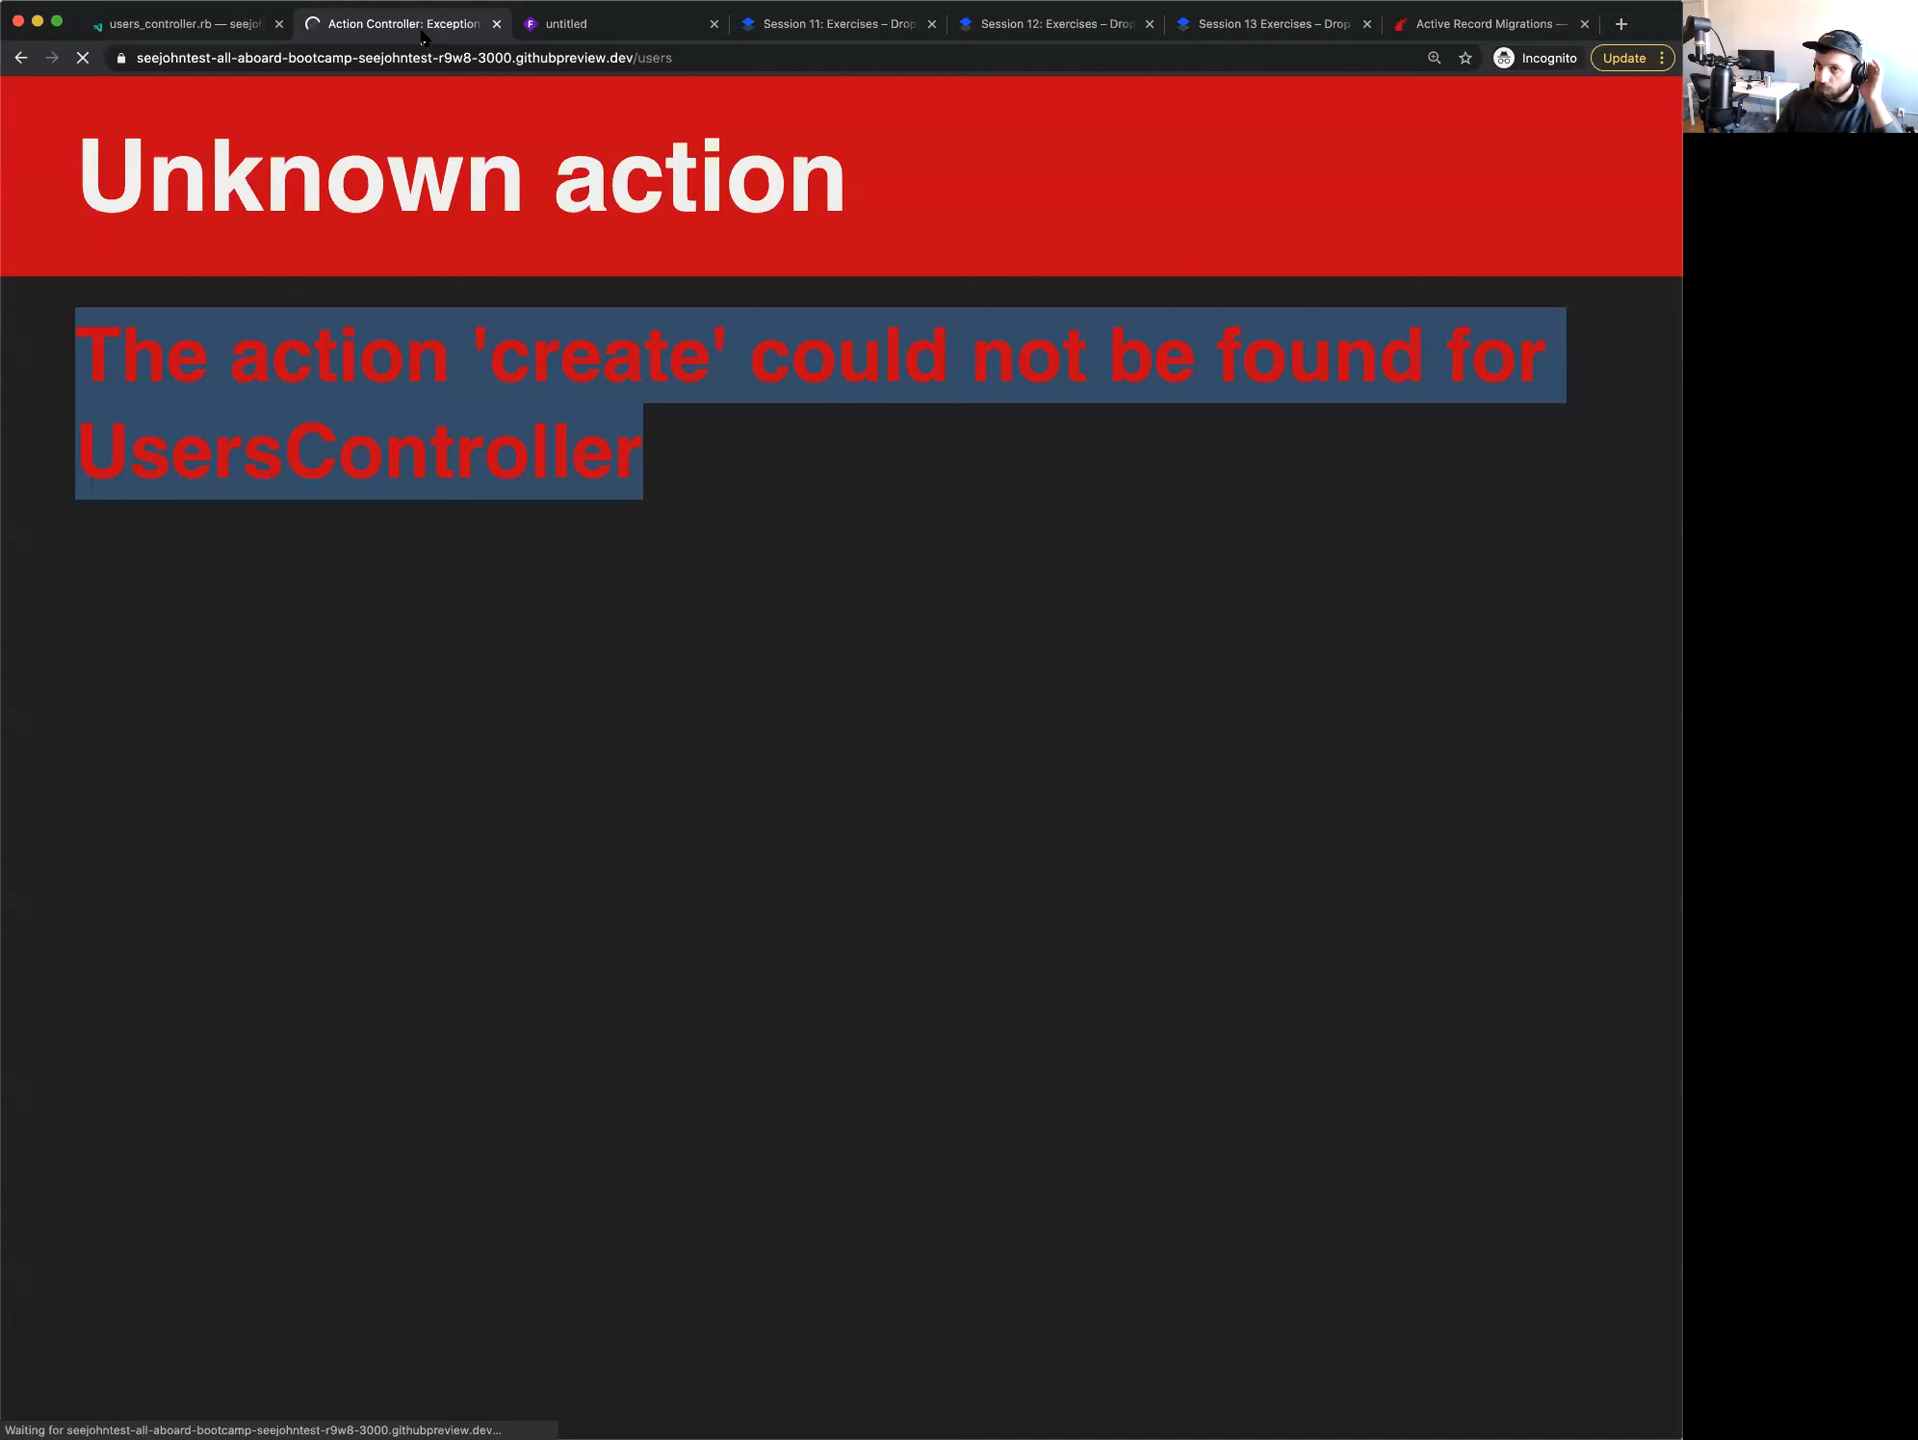 users_controller.rb — seejo
Action Controller: Exception
untitled
Session 11: Exercises – Drop
Session 12: Exercises – Drop
Session 13 Exercises – Drop
Active Record Migrations —
seejohntest-all-aboard-bootcamp-seejohntest-r9w8-3000.githubpreview.dev/users
Incognito
Update
Unknown action
The action 'create' could not be found for
UsersController
Waiting for seejohntest-all-aboard-bootcamp-seejohntest-r9w8-3000.githubpreview.dev...